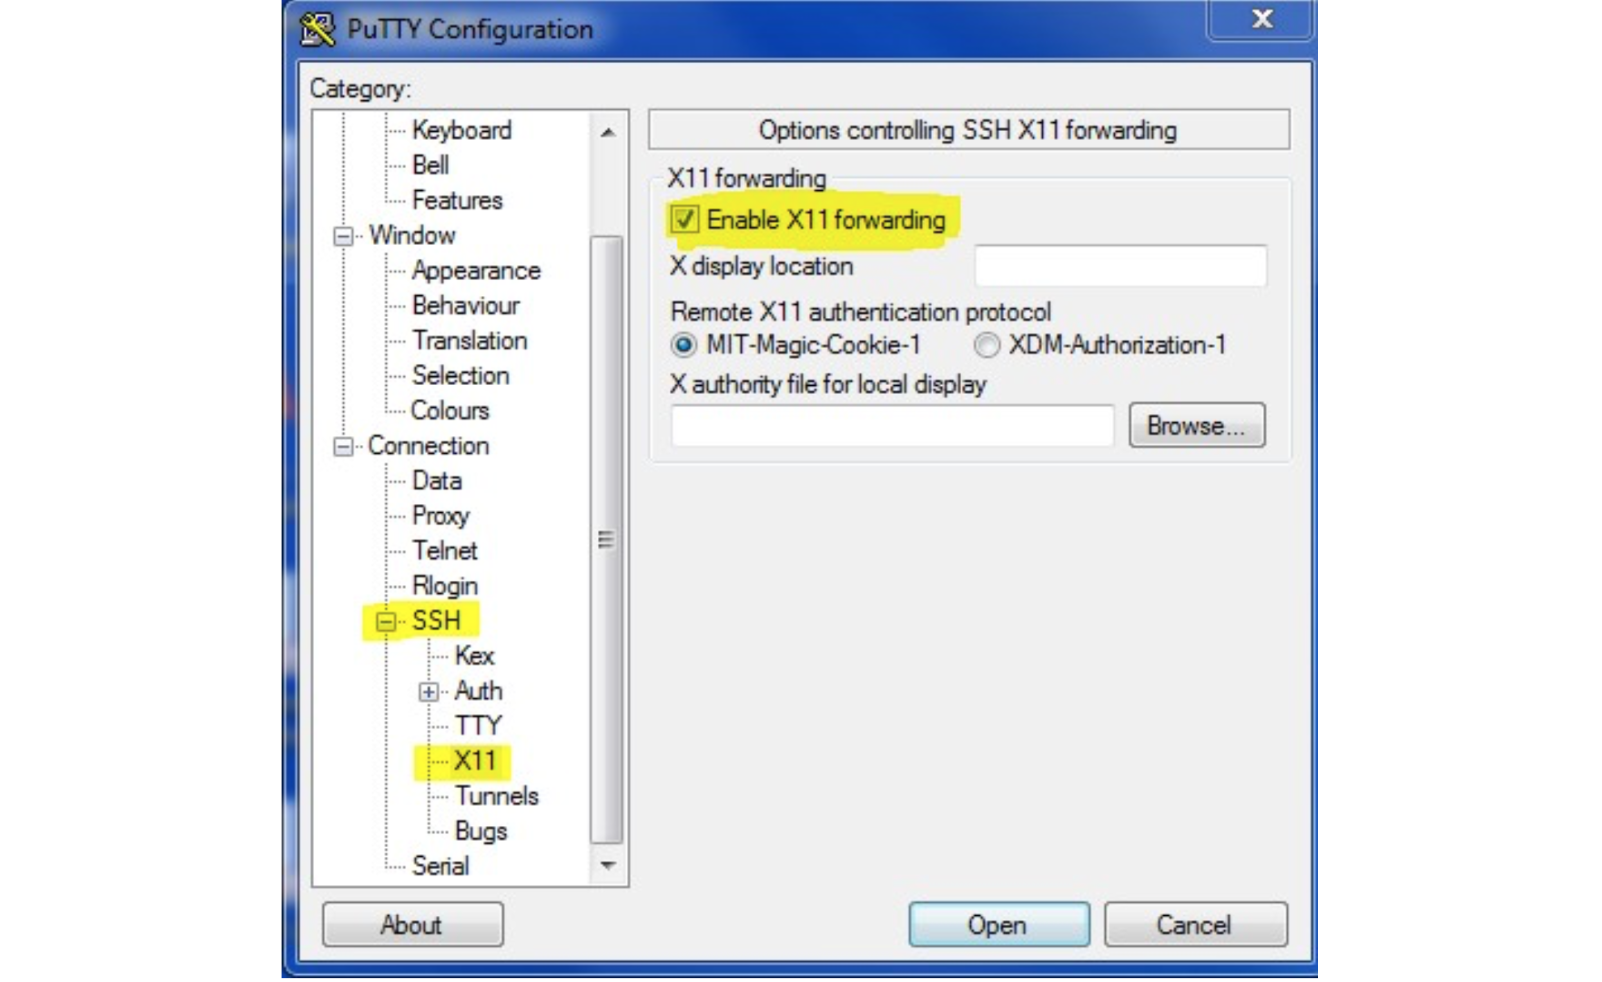 PuTTY Configuration
X
Category:
Keyboard
Bell
Features
Window
Appearance
Behaviour
Translation
Selection
Colours
Connection
Data
Proxy
Telnet
Rlogin
SSH
Kex
Auth
TTY
X11
Tunnels
Bugs
Serial
Options controlling SSH X11 forwarding
X11 forwarding
Enable X11 forwarding
X display location
Remote X11 authentication protocol
MIT-Magic-Cookie-1 XDM-Authorization-1
X authority file for local display
Browse...
About Open Cancel